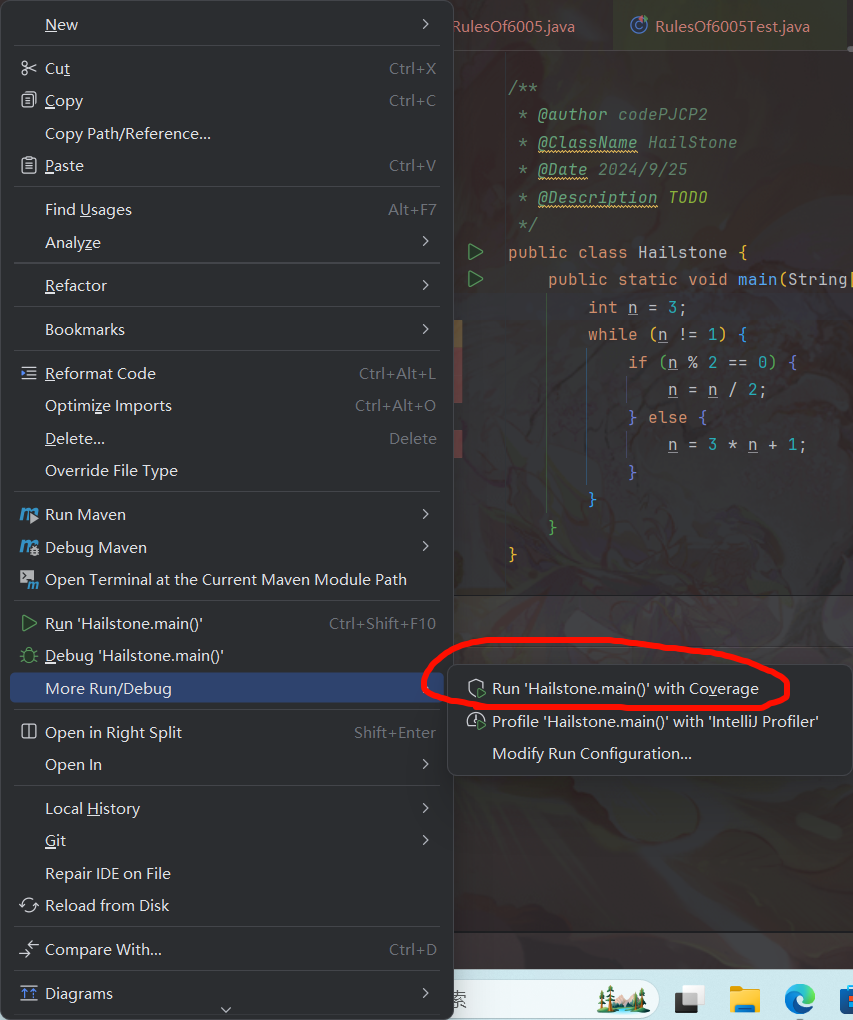 New
Cut Ctrl+X
Copy Ctrl+C
Copy Path/Reference...
Paste Ctrl+V
Find Usages Alt+F7
Analyze
Refactor
Bookmarks
Reformat Code Ctrl+Alt+L
Optimize Imports Ctrl+Alt+O
Delete... Delete
Override File Type
Run Maven
Debug Maven
Open Terminal at the Current Maven Module Path
Run 'Hailstone.main()' Ctrl+Shift+F10
Debug 'Hailstone.main()'
More Run/Debug
Open in Right Split Shift+Enter
Open In
Local History
Git
Repair IDE on File
Reload from Disk
Compare With... Ctrl+D
Diagrams
RulesOf6005.java RulesOf6005Test.java
/**
* @author codePJCP2
* @ClassName HailStone
* @Date 2024/9/25
* @Description TODO
*/
public class Hailstone {
public static void main(String[
int n = 3;
while (n != 1) {
if (n % 2 == 0) {
n = n / 2;
} else {
n = 3 * n + 1;
}
}
}
}
Run 'Hailstone.main()' with Coverage
Profile 'Hailstone.main()' with 'IntelliJ Profiler'
Modify Run Configuration...
索